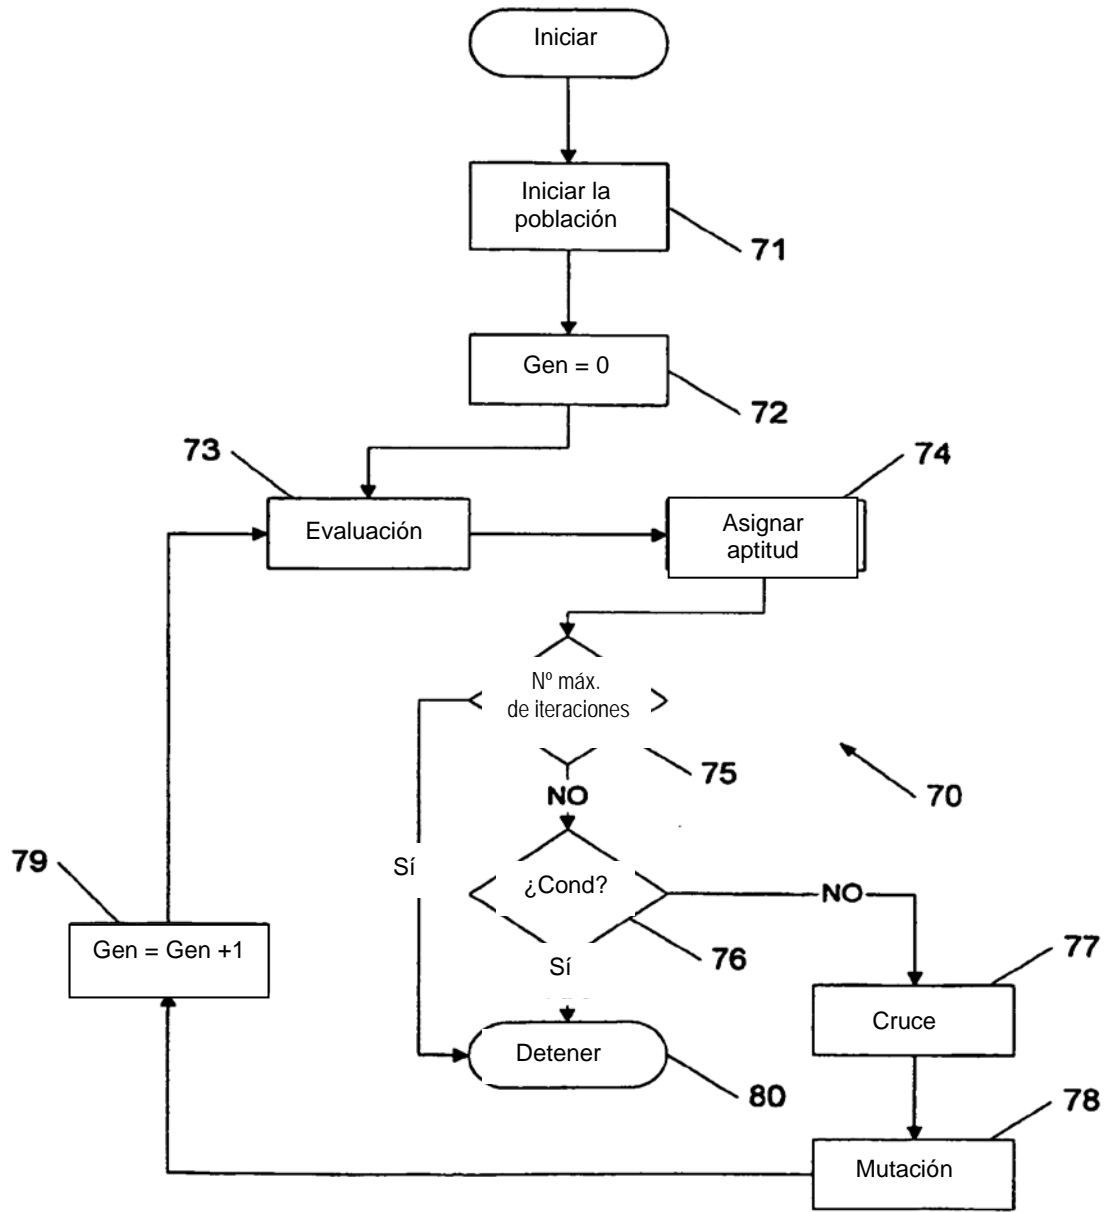 Iniciar
Iniciar la
población
71
Gen = 0
72
73
74
Evaluación
Asignar
aptitud
Nº máx.
de iteraciones
75
70
NO
Sí
¿Cond?
NO
79
76
77
Gen = Gen +1
Sí
Cruce
Detener
80
78
Mutación